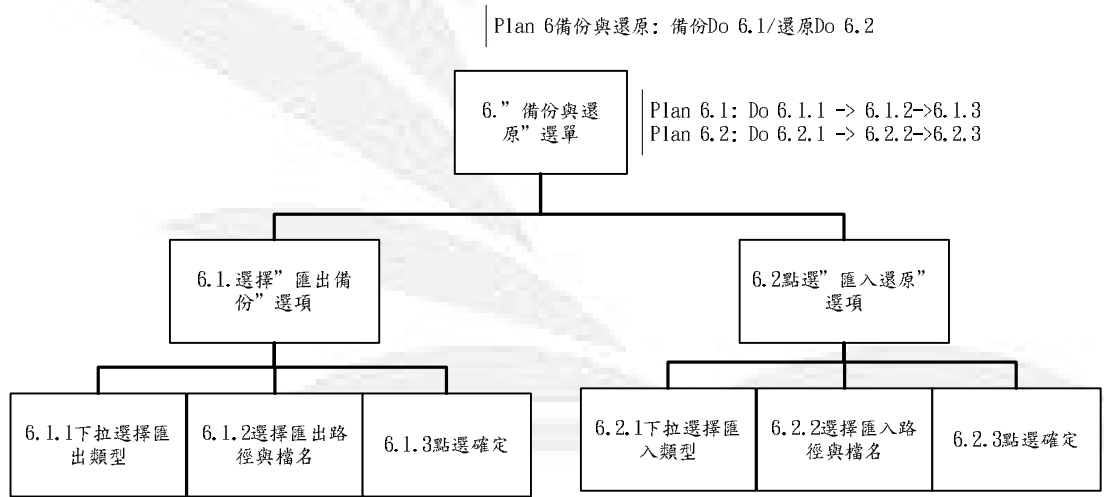 Plan 6備份與還原: 備份Do 6.1/還原Do 6.2
6.”備份與還
原”選單
Plan 6.1: Do 6.1.1 -> 6.1.2->6.1.3
Plan 6.2: Do 6.2.1 -> 6.2.2->6.2.3
6.1.選擇”匯出備
份”選項
6.2點選”匯入還原”
選項
6.1.1下拉選擇匯
出類型
6.1.2選擇匯出路
徑與檔名
6.1.3點選確定
6.2.1下拉選擇匯
入類型
6.2.2選擇匯入路
徑與檔名
6.2.3點選確定